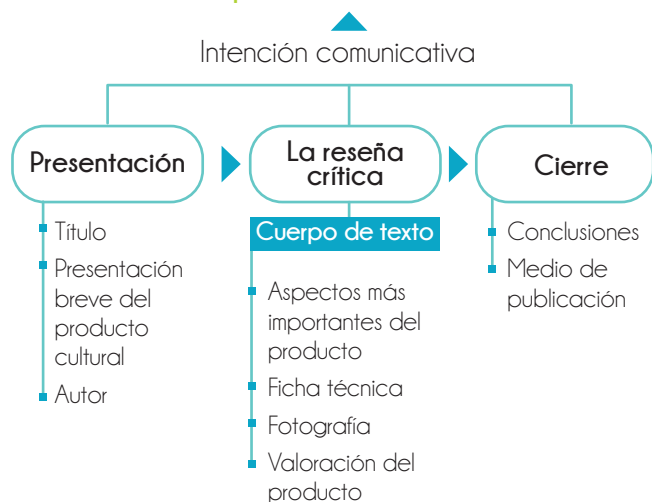 Intención comunicativa
Presentación
Título
Presentación
breve del
producto
cultural
Autor
La reseña
crítica
Cuerpo de texto
Aspectos más
importantes del
producto
Ficha técnica
Fotografía
Valoración del
producto
Cierre
Conclusiones
Medio de
publicación